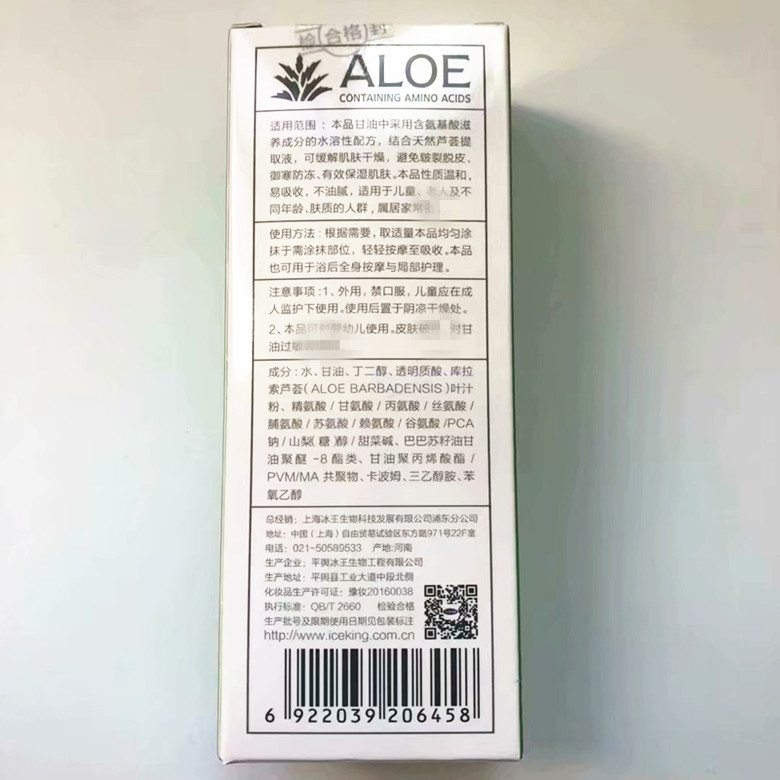 检(合格)封
ALOE
CONTAINING AMINO ACIDS
适用范围：本品甘油中采用含氨基酸滋
养成分的水溶性配方，结合天然芦荟提
取液，可缓解肌肤干燥，避免皴裂脱皮、
御寒防冻、有效保湿肌肤。本品性质温和，
易吸收，不油腻，适用于儿童、老人及不
同年龄、肤质的人群，属居家常
使用方法：根据需要，取适量本品均匀涂
抹于需涂抹部位，轻轻按摩至吸收。本品
也可用于浴后全身按摩与局部护理。
注意事项：1、外用，禁口服，儿童应在成
人监护下使用。使用后置于阴凉干燥处。
2、本品可 婴幼儿使用。皮肤 对甘
油过敏
成分：水、甘油、丁二醇、透明质酸、库拉
索芦荟（ALOE BARBADENSIS）叶汁
粉、精氨酸/甘氨酸/丙氨酸/丝氨酸/
脯氨酸/苏氨酸/赖氨酸/谷氨酸/PCA
钠/山梨（糖）醇/甜菜碱、巴巴苏籽油甘
油聚醚-8酯类、甘油聚丙烯酸酯/
PVM/MA 共聚物、卡波姆、三乙醇胺、苯
氧乙醇
总经销：上海冰王生物科技发展有限公司浦东分公司
地址：中国（上海）自由贸易试验区东方路971号22F室
电话：021-50589533 产地:河南
生产企业：平舆冰王生物工程有限公司
生产地址：平舆县工业大道中段北侧
化妆品生产许可证：豫妆20160038
执行标准：QB/T 2660 检验合格
生产批号及限期使用日期见包装标注
http://www.iceking.com.cn
6 922039 206458